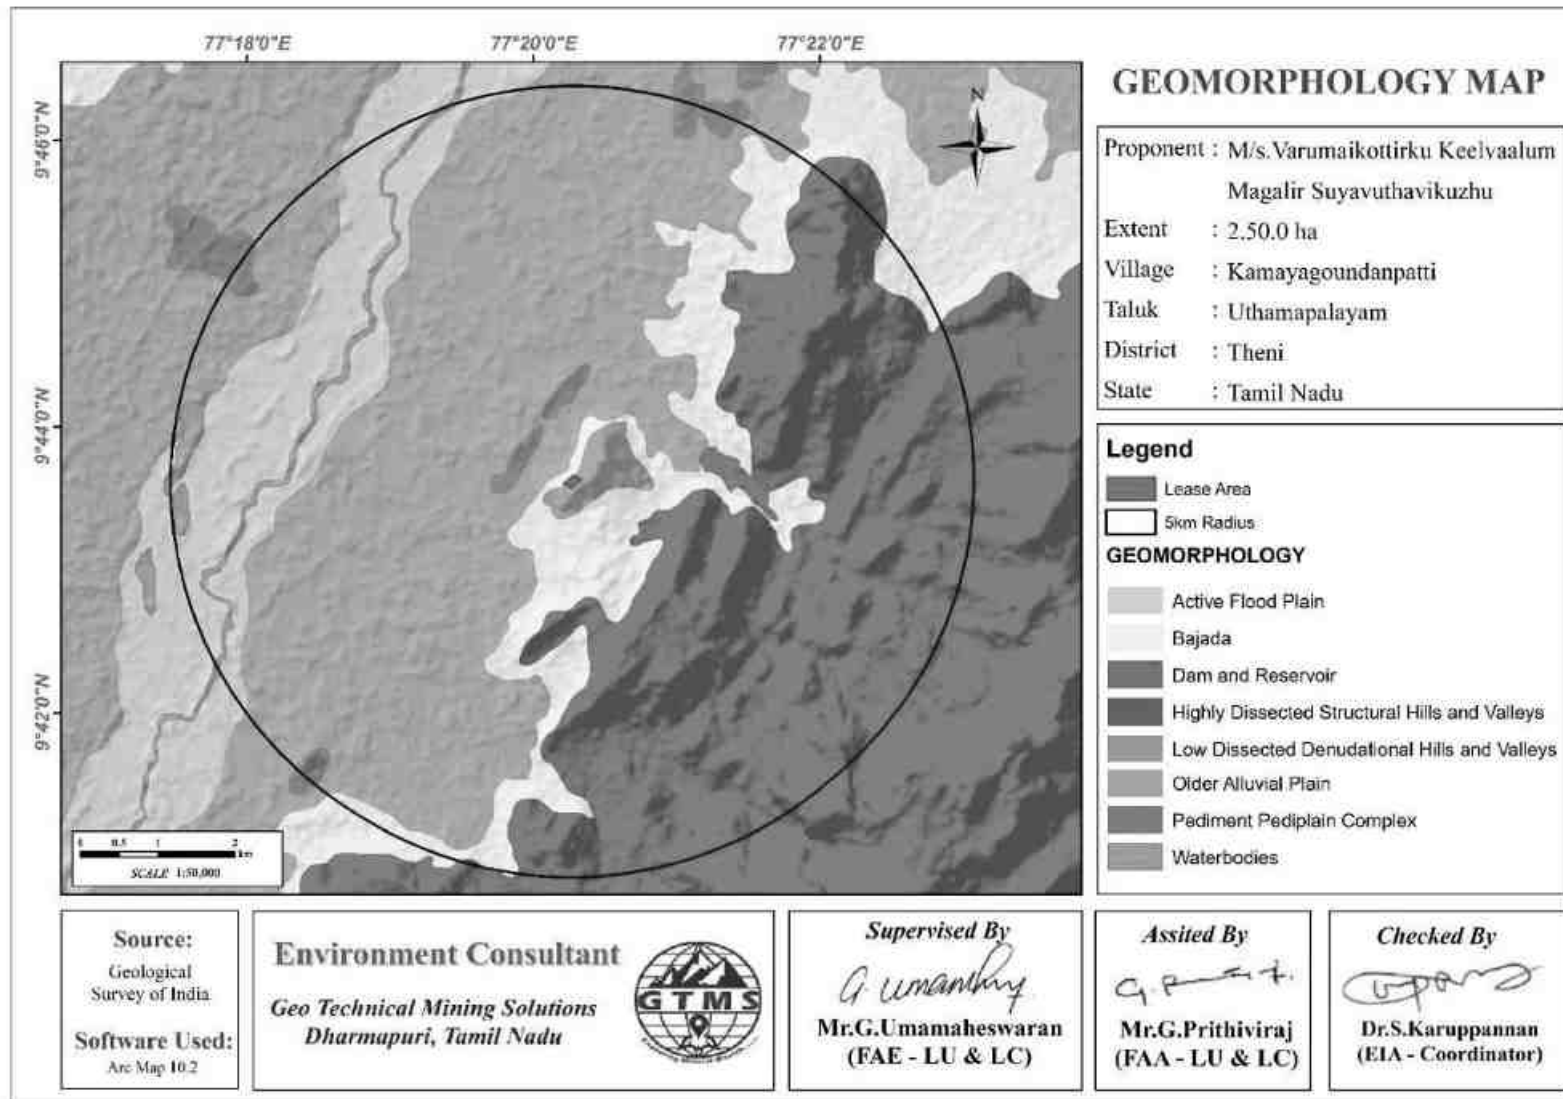 77°18'0"E
77°20'0"E
77°22'0"E
9°46'0"N
9°44'0"N
9°42'0"N
N
0.5 1 2
km
SCALE 1:50,000
GEOMORPHOLOGY MAP
Proponent : M/s.Varumaikottirku Keelvaalum
Magalir Suyavuthavikuzhu
Extent : 2.50.0 ha
Village : Kamayagoundanpatti
Taluk : Uthamapalayam
District : Theni
State : Tamil Nadu
Legend
Lease Area
5km Radius
GEOMORPHOLOGY
Active Flood Plain
Bajada
Dam and Reservoir
Highly Dissected Structural Hills and Valleys
Low Dissected Denudational Hills and Valleys
Older Alluvial Plain
Pediment Pediplain Complex
Waterbodies
Source:
Geological
Survey of India
Software Used:
Arc Map 10.2
Environment Consultant
Geo Technical Mining Solutions
Dharmapuri, Tamil Nadu
GTMS
Supervised By
Mr.G.Umamaheswaran
(FAE - LU & LC)
Assited By
Mr.G.Prithiviraj
(FAA - LU & LC)
Checked By
Dr.S.Karuppannan
(EIA - Coordinator)